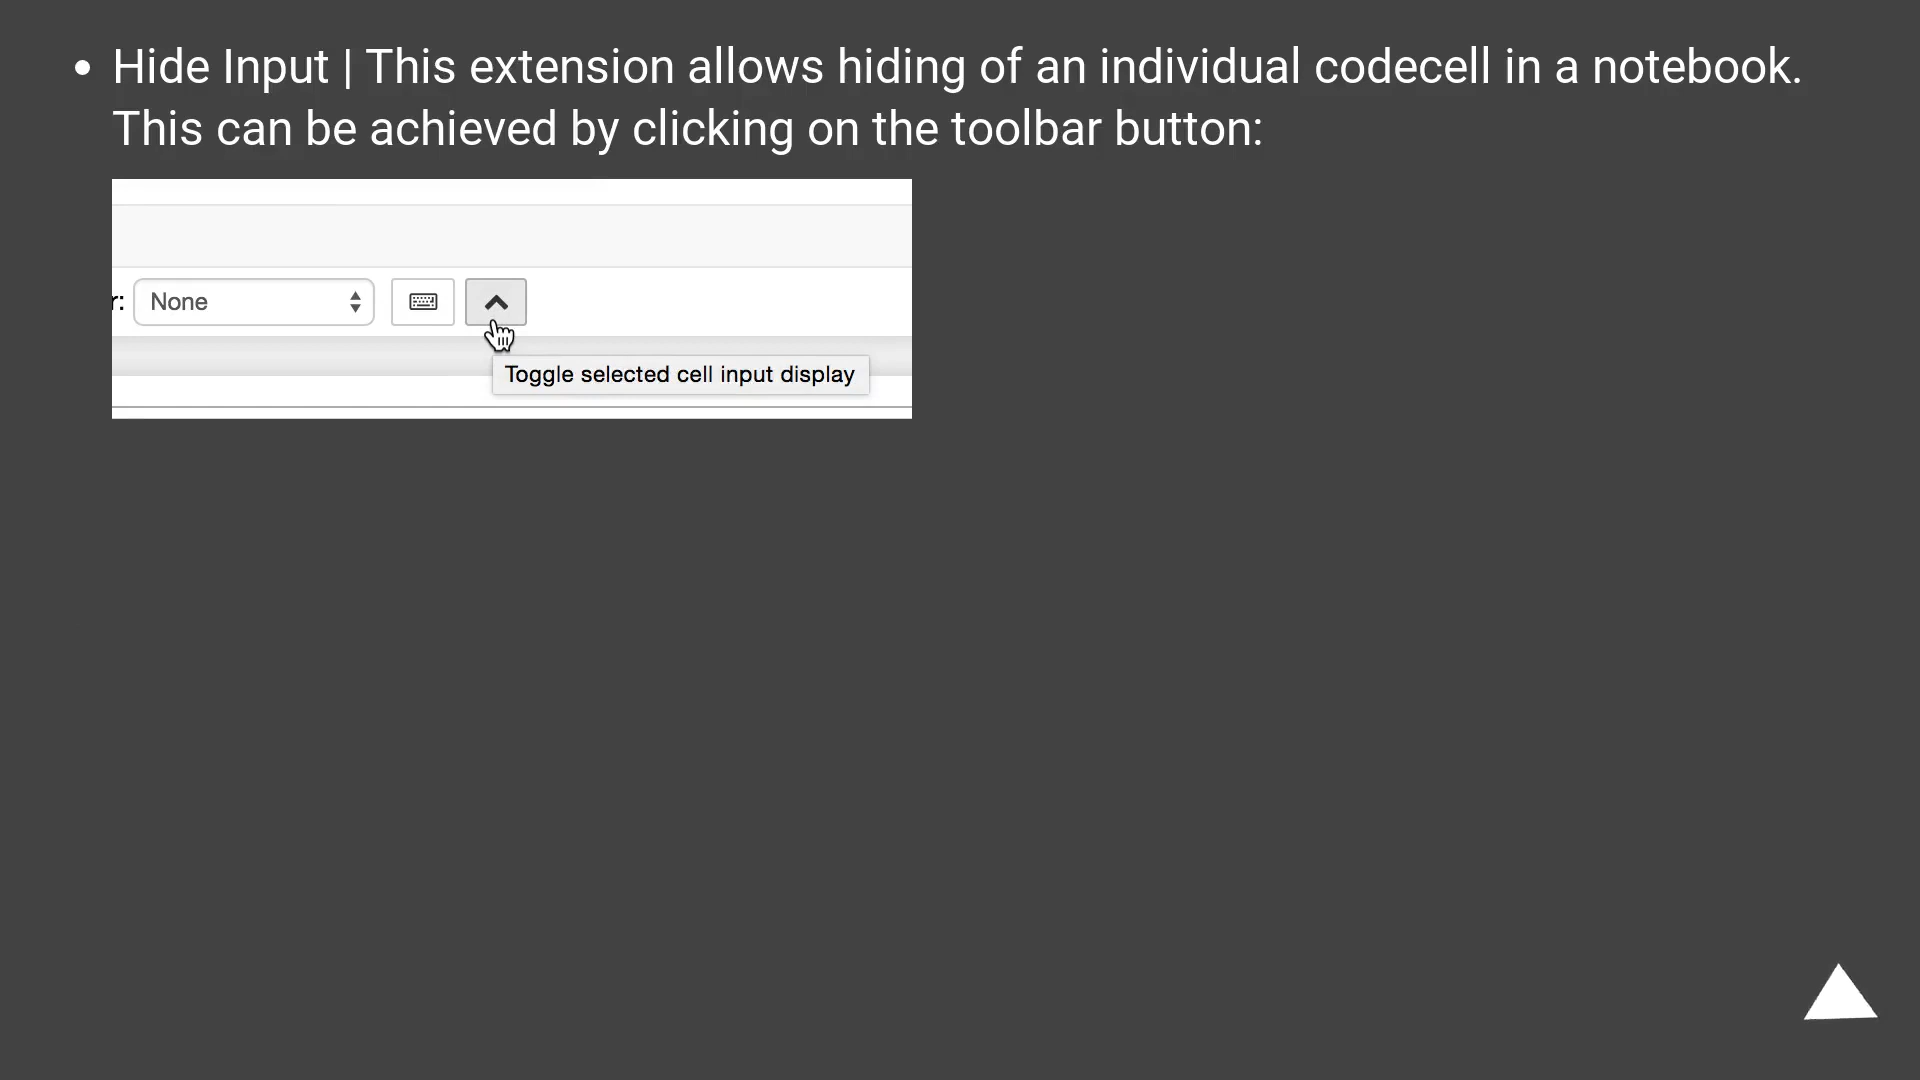 • Hide Input | This extension allows hiding of an individual codecell in a notebook.
This can be achieved by clicking on the toolbar button:
r: None
Toggle selected cell input display